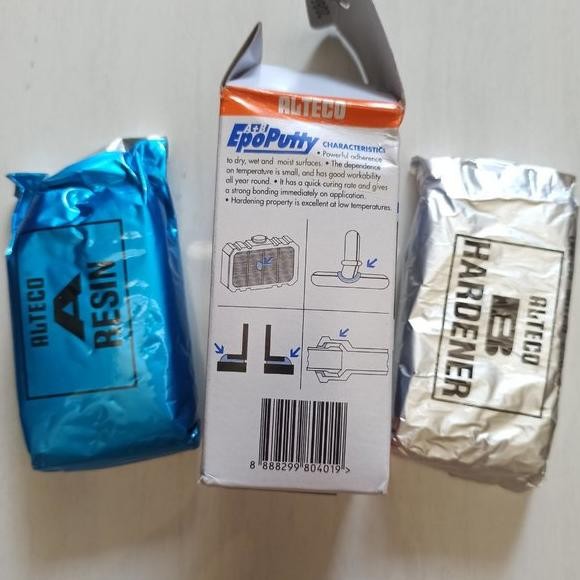 ALTECO
A+B
EpoPutty
CHARACTERISTICS
• Powerful adherence
to dry, wet and moist surfaces. • The dependence
on temperature is small, and has good workability
all year round. • It has a quick curing rate and gives
a strong bonding immediately on application.
• Hardening property is excellent at low temperatures.
8 888299 804019 >
ALTECO
A
RESIN
ALTECO
B
HARDENER